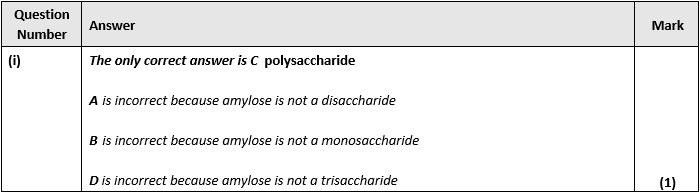 Question Number Answer Mark
(i) The only correct answer is C polysaccharide
A is incorrect because amylose is not a disaccharide
B is incorrect because amylose is not a monosaccharide
D is incorrect because amylose is not a trisaccharide (1)